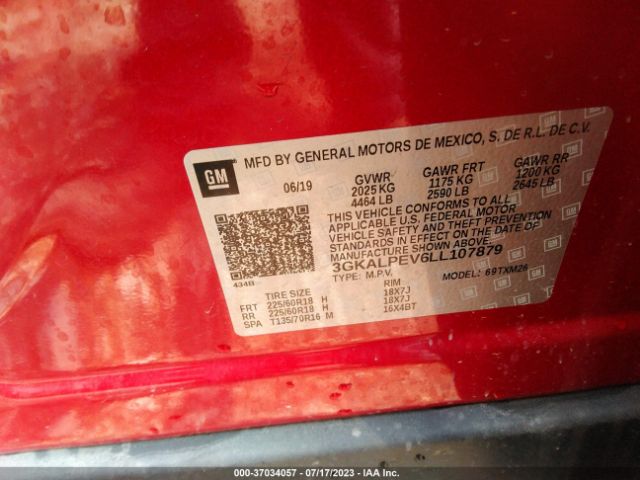 GM
MFD BY GENERAL MOTORS DE MEXICO, S. DE R.L. DE C.V.
06/19 GVWR GAWR FRT GAWR RR
2025 KG 1175 KG 1200 KG
4464 LB 2590 LB 2645 LB
THIS VEHICLE CONFORMS TO ALL
APPLICABLE U.S. FEDERAL MOTOR
VEHICLE SAFETY AND THEFT PREVENTION
STANDARDS IN EFFECT ON THE DATE OF
MANUFACTURE SHOWN ABOVE.
3GKALPEV6LL107879
434B TYPE: M.P.V. MODEL: 69TXM26
TIRE SIZE RIM
FRT 225/60R18 H 18X7J
RR 225/60R18 H 18X7J
SPA T135/70R16 M 16X4BT
000-37034057 - 07/17/2023 - IAA Inc.